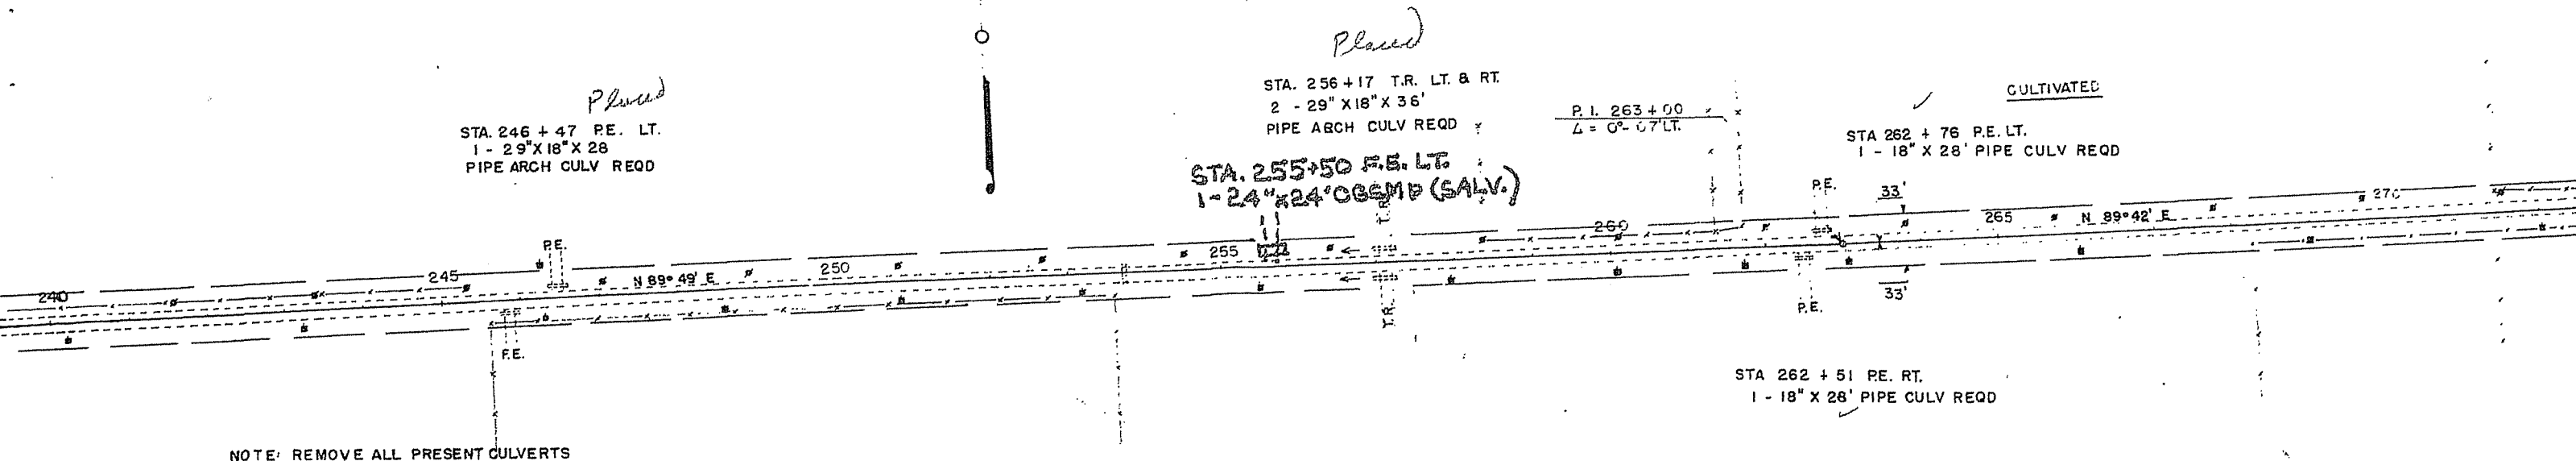 Placed
STA. 246 + 47 P.E. LT.
1 - 29" X 18" X 28
PIPE ARCH CULV REQD
Placed
STA. 256 + 17 T.R. LT. & RT.
2 - 29" X 18" X 36'
PIPE ARCH CULV REQD
STA. 255+50 F.E. LT.
1-24"x24' CGSMP (SALV.)
P.I. 263 + 00
Δ = 0°- 07' LT.
CULTIVATED
STA 262 + 76 P.E. LT.
1 - 18" X 28' PIPE CULV REQD
P.E.
33'
240
245
P.E.
N 89° 49' E
250
255
T.R.
260
265
N 89° 42' E
270
P.E.
T.R.
P.E.
33'
STA 262 + 51 P.E. RT.
1 - 18" X 28' PIPE CULV REQD
NOTE: REMOVE ALL PRESENT CULVERTS